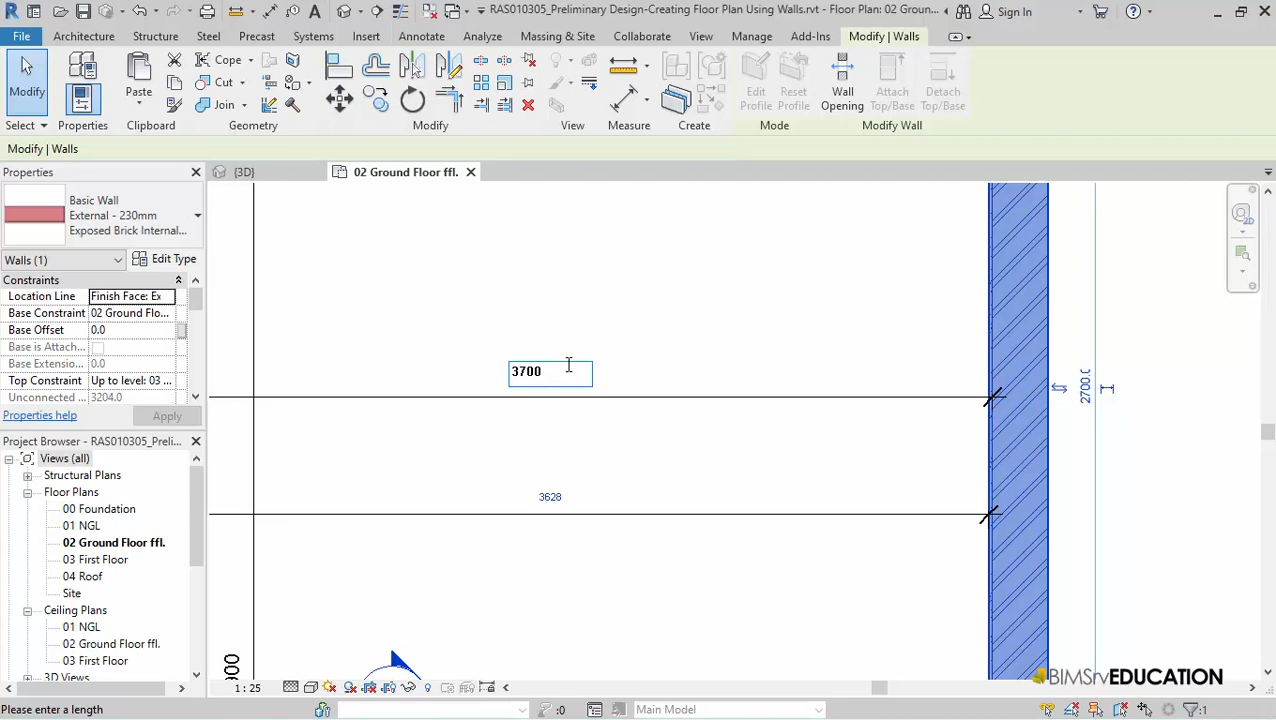 RAS010305_Preliminary Design-Creating Floor Plan Using Walls.rvt - Floor Plan: 02 Groun...
Sign In
File
Architecture
Structure
Steel
Precast
Systems
Insert
Annotate
Analyze
Massing & Site
Collaborate
View
Manage
Add-Ins
Modify | Walls
Modify
Properties
Paste
Cope
Cut
Join
Edit Profile
Reset Profile
Wall Opening
Attach Top/Base
Detach Top/Base
Select
Properties
Clipboard
Geometry
Modify
View
Measure
Create
Mode
Modify Wall
Modify | Walls
Properties
{3D}
02 Ground Floor ffl.
Basic Wall
External - 230mm
Exposed Brick Internal...
Walls (1)
Edit Type
Constraints
Location Line
Finish Face: Ex
Base Constraint
02 Ground Flo...
Base Offset
0.0
Base is Attach...
Base Extensio...
0.0
Top Constraint
Up to level: 03 ...
Unconnected ...
3204.0
Properties help
Apply
Project Browser - RAS010305_Preli...
Views (all)
Structural Plans
Floor Plans
00 Foundation
01 NGL
02 Ground Floor ffl.
03 First Floor
04 Roof
Site
Ceiling Plans
01 NGL
02 Ground Floor ffl.
03 First Floor
3D Views
3700
3628
2700.0
2D
1 : 25
BIMSrvEDUCATION
Please enter a length
:0
Main Model
:1